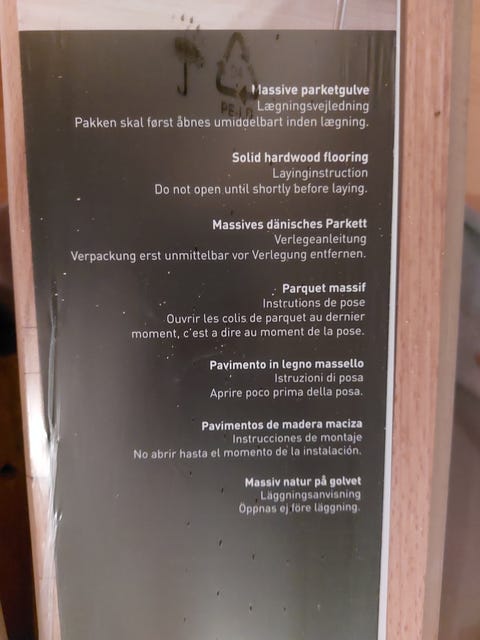 04
PE-LD
Massive parketgulve
Lægningsvejledning
Pakken skal først åbnes umiddelbart inden lægning.
Solid hardwood flooring
Layinginstruction
Do not open until shortly before laying.
Massives dänisches Parkett
Verlegeanleitung
Verpackung erst unmittelbar vor Verlegung entfernen.
Parquet massif
Instrutions de pose
Ouvrir les colis de parquet au dernier
moment, c'est a dire au moment de la pose.
Pavimento in legno massello
Istruzioni di posa
Aprire poco prima della posa.
Pavimentos de madera maciza
Instrucciones de montaje
No abrir hasta el momento de la instalación.
Massiv natur på golvet
Läggningsanvisning
Öppnas ej före läggning.